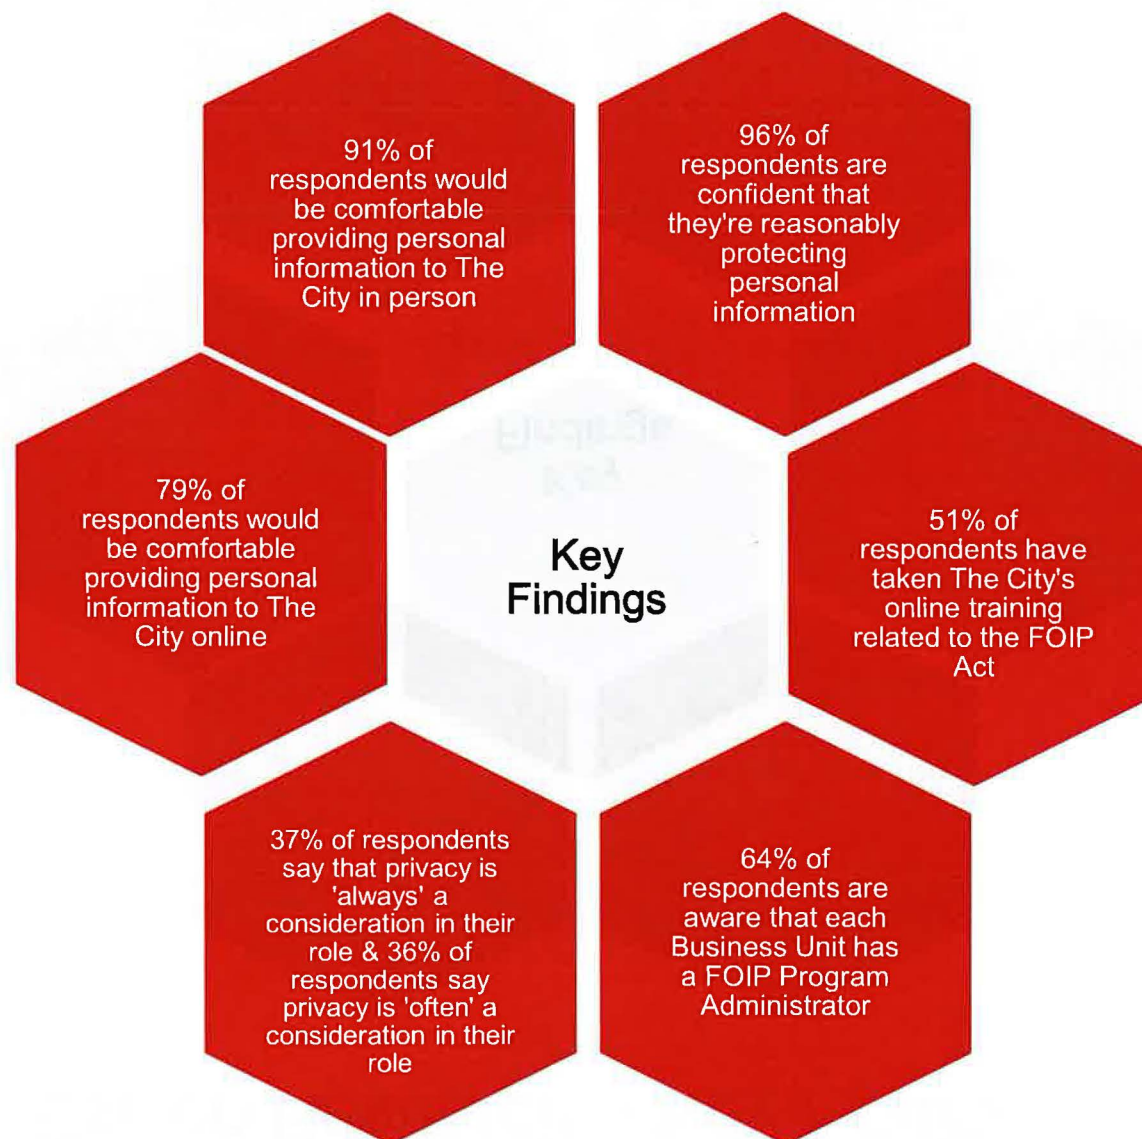 91% of
respondents would
be comfortable
providing personal
information to The
City in person
96% of
respondents are
confident that
they're reasonably
protecting
personal
information
79% of
respondents would
be comfortable
providing personal
information to The
City online
Key
Findings
51% of
respondents have
taken The City's
online training
related to the FOIP
Act
37% of respondents
say that privacy is
'always' a
consideration in their
role & 36% of
respondents say
privacy is 'often' a
consideration in their
role
64% of
respondents are
aware that each
Business Unit has
a FOIP Program
Administrator